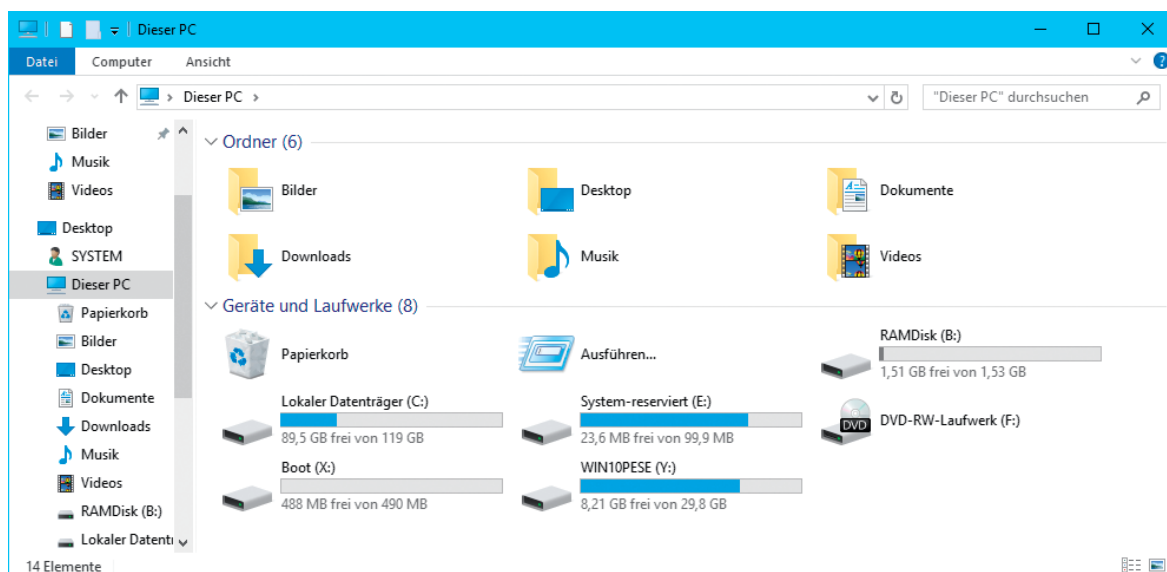 Dieser PC
Datei Computer Ansicht
Dieser PC "Dieser PC" durchsuchen
Bilder
Musik
Videos
Desktop
SYSTEM
Dieser PC
Papierkorb
Bilder
Desktop
Dokumente
Downloads
Musik
Videos
RAMDisk (B:)
Lokaler Datentr
Ordner (6)
Bilder
Desktop
Dokumente
Downloads
Musik
Videos
Geräte und Laufwerke (8)
Papierkorb
Ausführen...
RAMDisk (B:)
1,51 GB frei von 1,53 GB
Lokaler Datenträger (C:)
89,5 GB frei von 119 GB
System-reserviert (E:)
23,6 MB frei von 99,9 MB
DVD
DVD-RW-Laufwerk (F:)
Boot (X:)
488 MB frei von 490 MB
WIN10PESE (Y:)
8,21 GB frei von 29,8 GB
14 Elemente